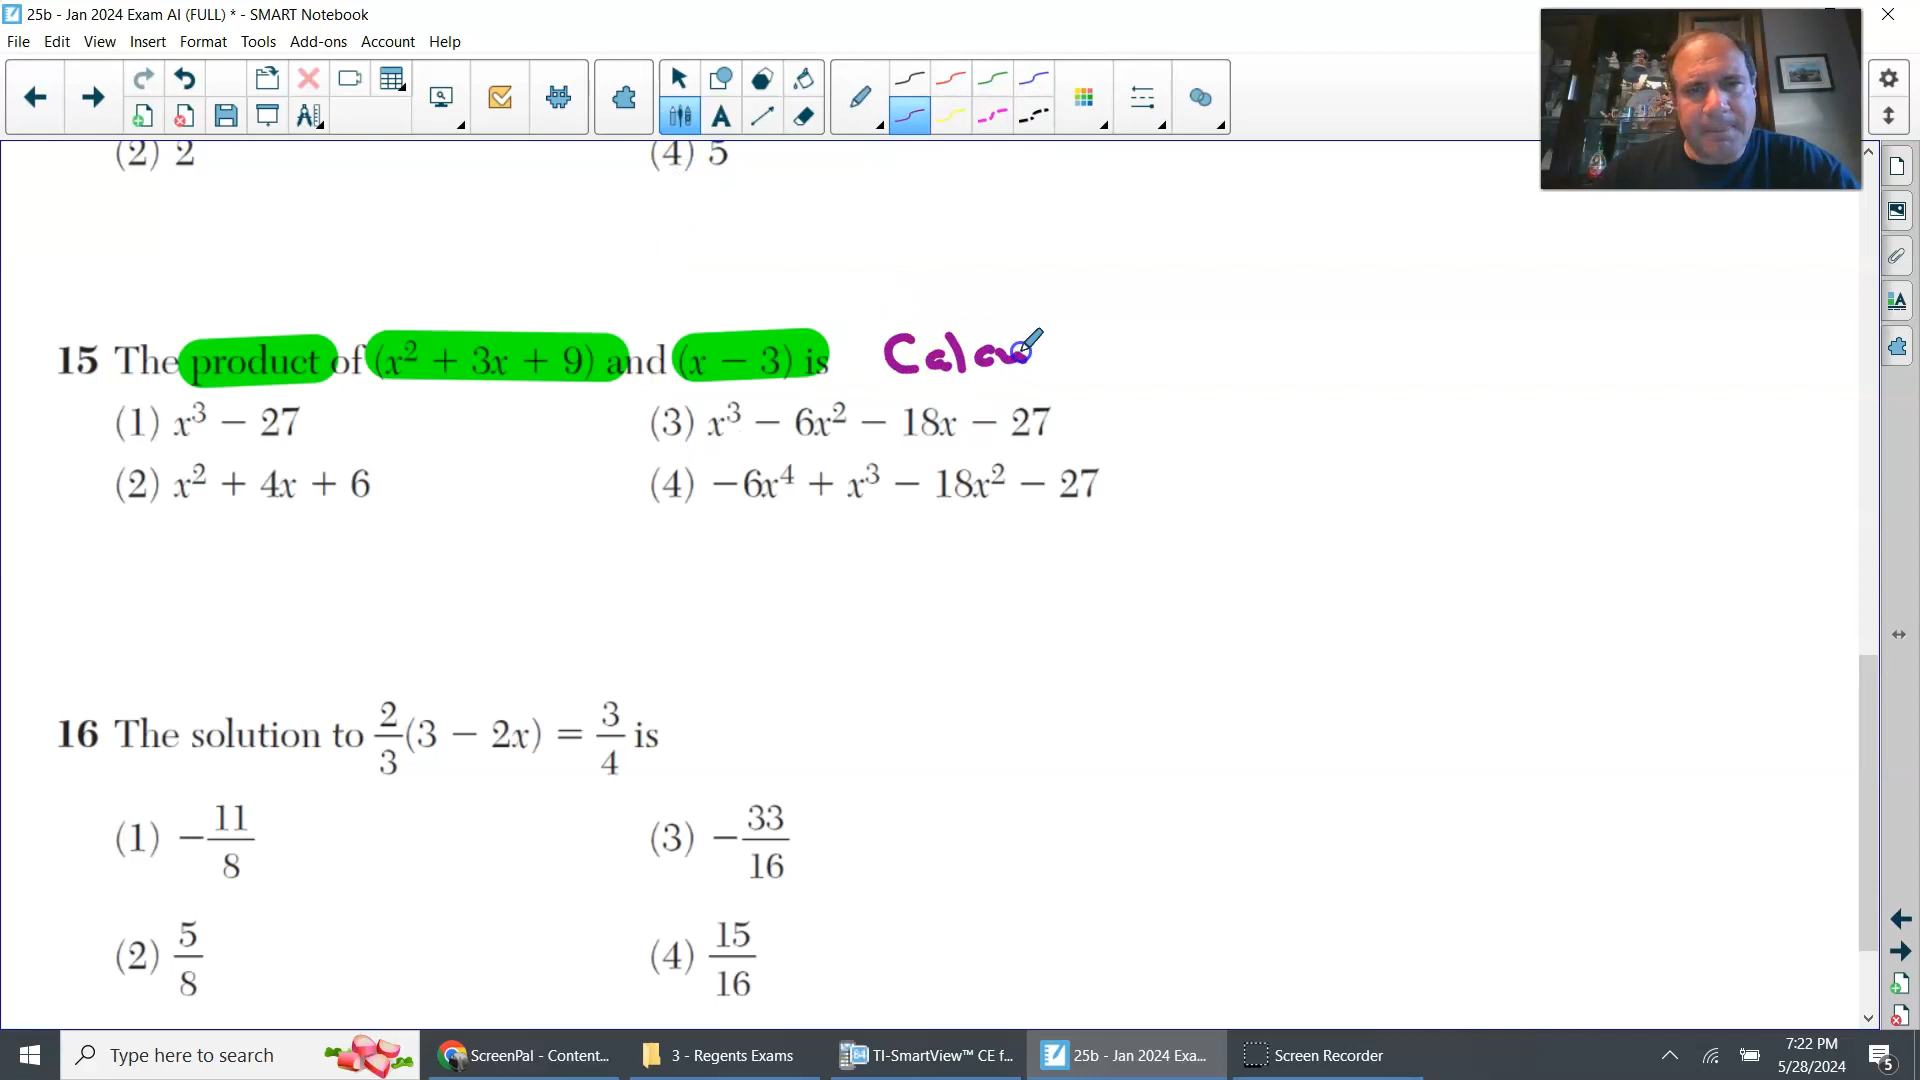 25b - Jan 2024 Exam AI (FULL) * - SMART Notebook
File Edit View Insert Format Tools Add-ons Account Help
(2) 2 (4) 5
15 The product of (x² + 3x + 9) and (x − 3) is
(1) x³ − 27 (3) x³ − 6x² − 18x − 27
(2) x² + 4x + 6 (4) −6x⁴ + x³ − 18x² − 27
16 The solution to 2/3(3 − 2x) = 3/4 is
(1) −11/8 (3) −33/16
(2) 5/8 (4) 15/16
Type here to search ScreenPal - Content... 3 - Regents Exams TI-SmartView™ CE f... 25b - Jan 2024 Exa... Screen Recorder 7:22 PM
5/28/2024 5